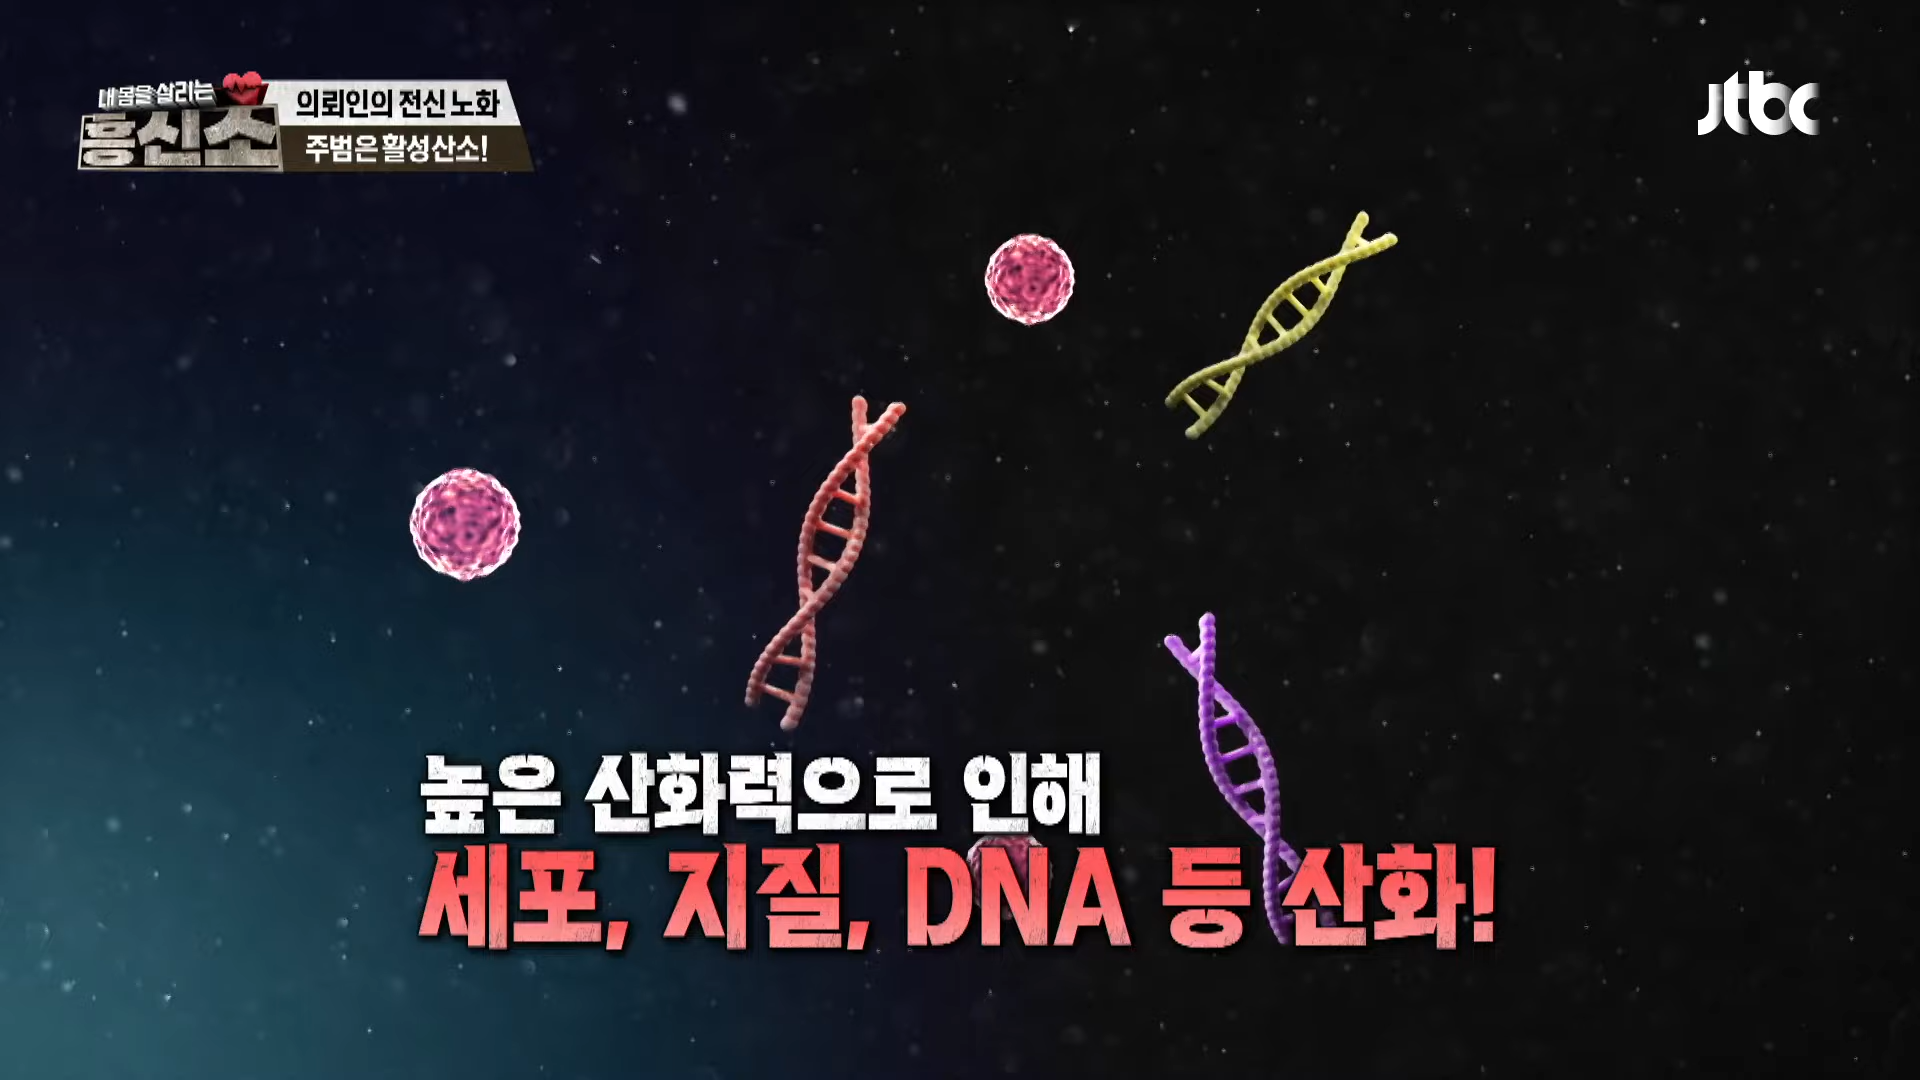 내 몸을 살리는
흥신소
의뢰인의 전신 노화
주범은 활성산소!
jtbc
높은 산화력으로 인해
세포, 지질, DNA 등 산화!